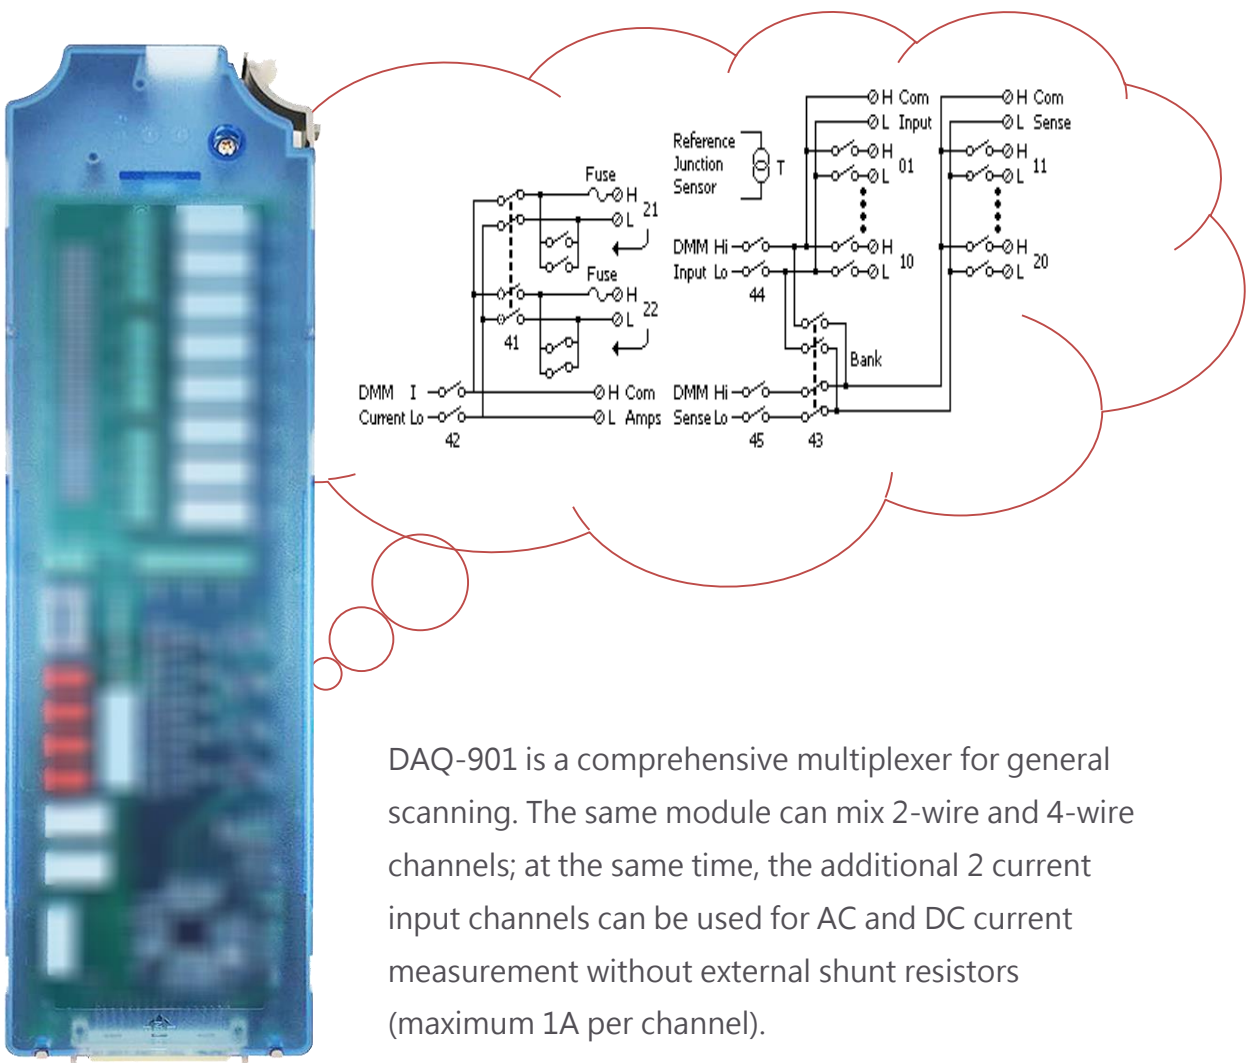 H Com
L Input
H
01
L
H
10
L
H Com
L Sense
H
11
L
H
20
L
Reference
Junction
Sensor
T
DMM Hi
Input Lo
44
Fuse
H
21
L
Fuse
H
22
L
41
Bank
DMM I
Current Lo
42
H Com
L Amps
DMM Hi
Sense Lo
45
43
DAQ-901 is a comprehensive multiplexer for general
scanning. The same module can mix 2-wire and 4-wire
channels; at the same time, the additional 2 current
input channels can be used for AC and DC current
measurement without external shunt resistors
(maximum 1A per channel).